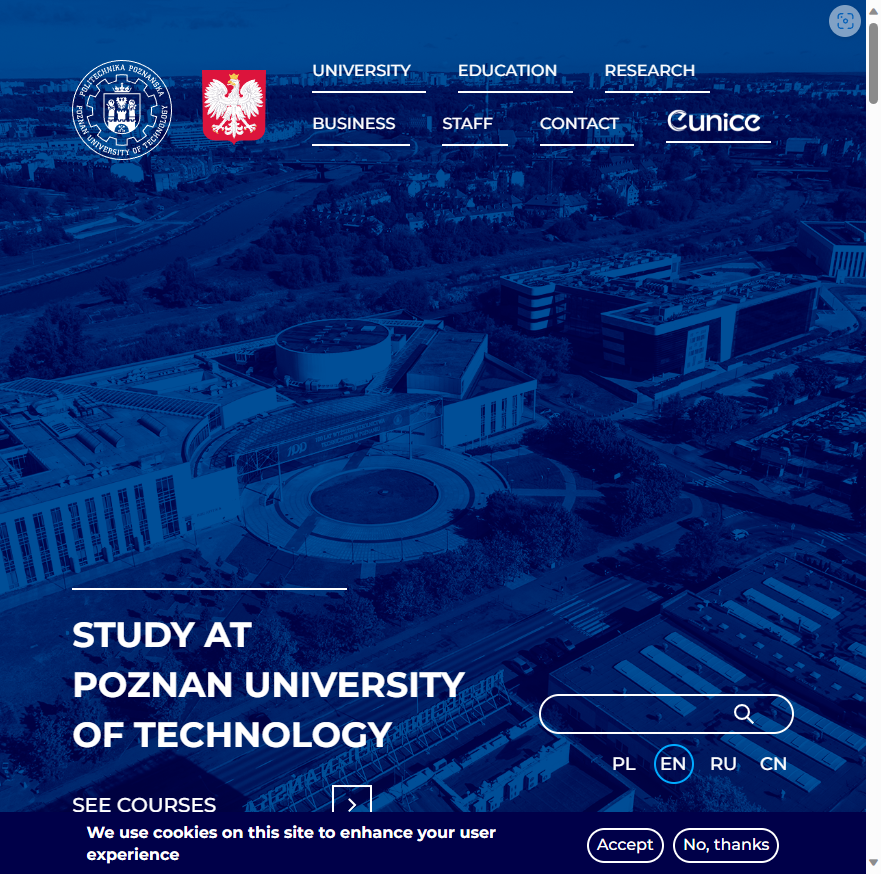 POLITECHNIKA POZNAŃSKA
POZNAN UNIVERSITY OF TECHNOLOGY
UNIVERSITY
EDUCATION
RESEARCH
BUSINESS
STAFF
CONTACT
eunice
STUDY AT
POZNAN UNIVERSITY
OF TECHNOLOGY
PL
EN
RU
CN
SEE COURSES
We use cookies on this site to enhance your user
experience
Accept
No, thanks